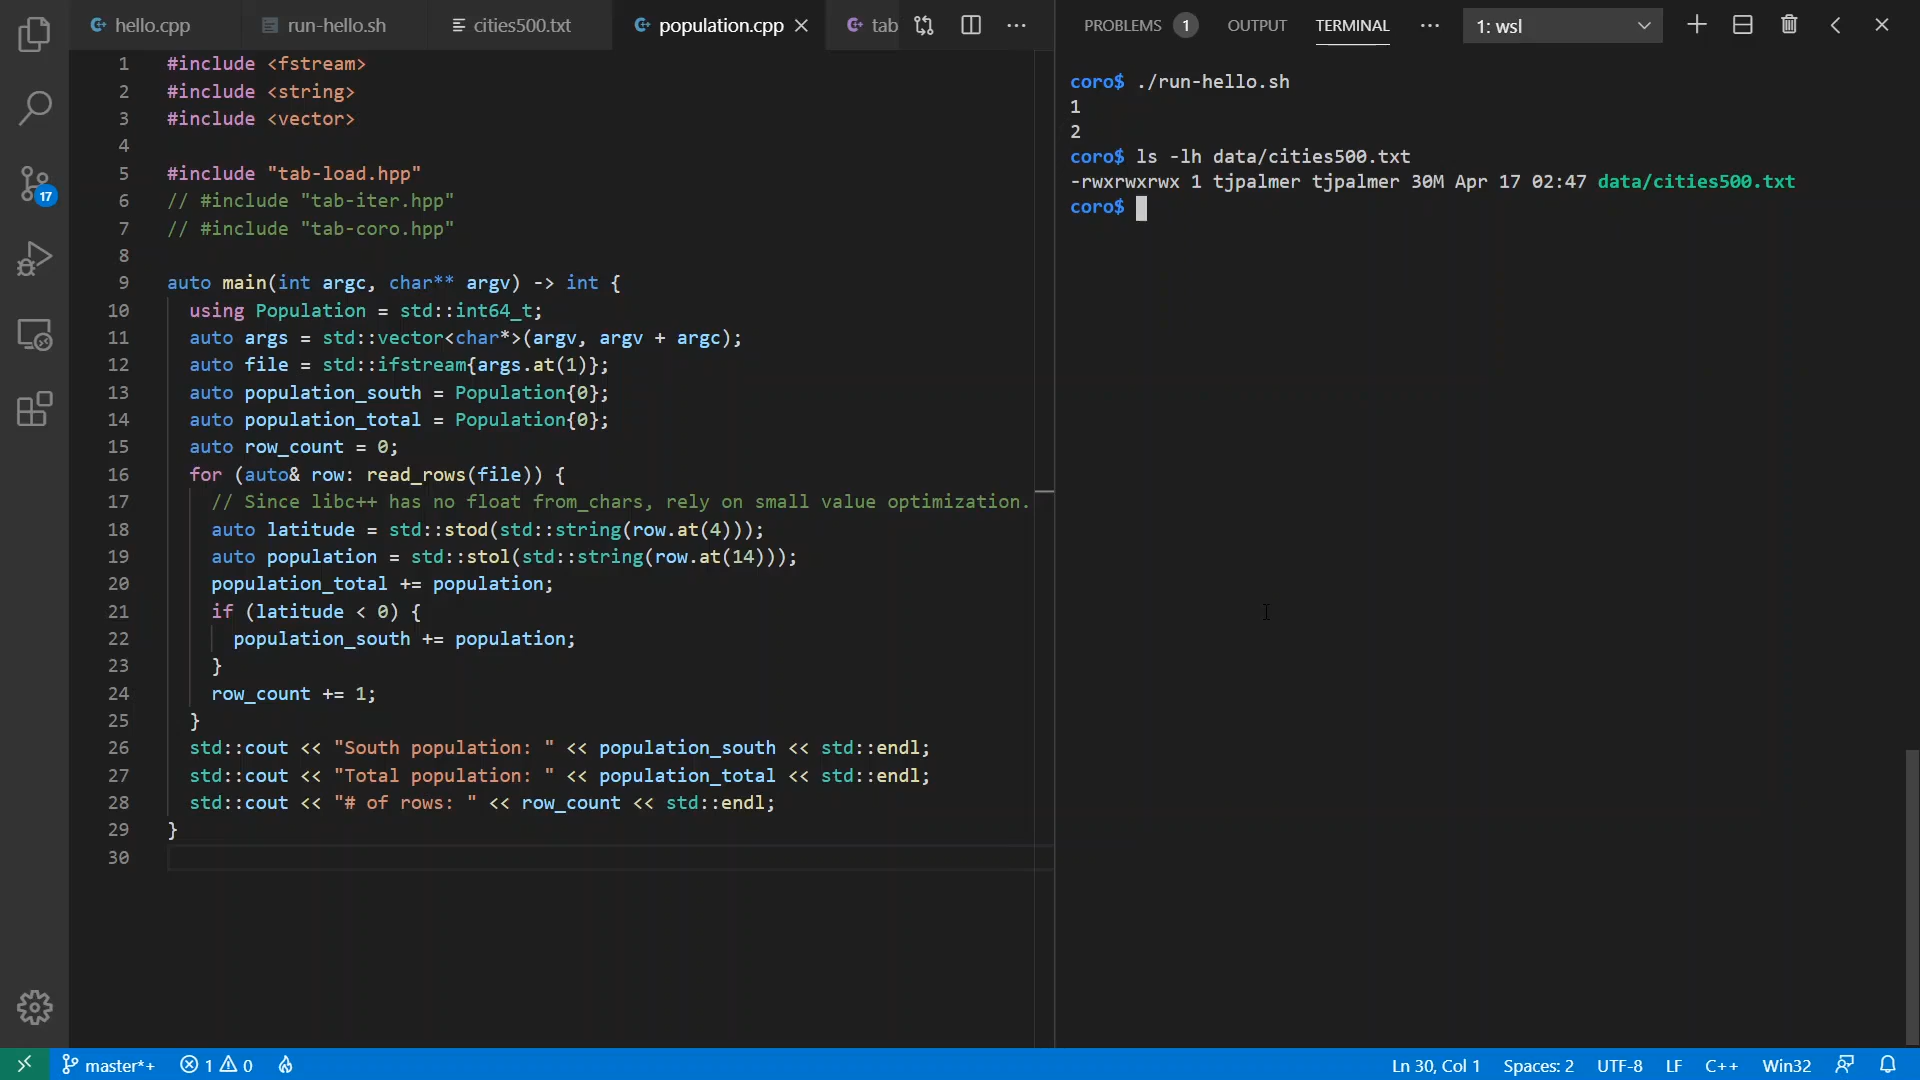 hello.cpp run-hello.sh cities500.txt population.cpp tab
1 #include <fstream>
2 #include <string>
3 #include <vector>
4
5 #include "tab-load.hpp"
6 // #include "tab-iter.hpp"
7 // #include "tab-coro.hpp"
8
9 auto main(int argc, char** argv) -> int {
10 using Population = std::int64_t;
11 auto args = std::vector<char*>(argv, argv + argc);
12 auto file = std::ifstream{args.at(1)};
13 auto population_south = Population{0};
14 auto population_total = Population{0};
15 auto row_count = 0;
16 for (auto& row: read_rows(file)) {
17 // Since libc++ has no float from_chars, rely on small value optimization.
18 auto latitude = std::stod(std::string(row.at(4)));
19 auto population = std::stol(std::string(row.at(14)));
20 population_total += population;
21 if (latitude < 0) {
22 population_south += population;
23 }
24 row_count += 1;
25 }
26 std::cout << "South population: " << population_south << std::endl;
27 std::cout << "Total population: " << population_total << std::endl;
28 std::cout << "# of rows: " << row_count << std::endl;
29 }
30
17
PROBLEMS 1 OUTPUT TERMINAL 1: wsl
coro$ ./run-hello.sh
1
2
coro$ ls -lh data/cities500.txt
-rwxrwxrwx 1 tjpalmer tjpalmer 30M Apr 17 02:47 data/cities500.txt
coro$
master*+ 1 0 Ln 30, Col 1 Spaces: 2 UTF-8 LF C++ Win32